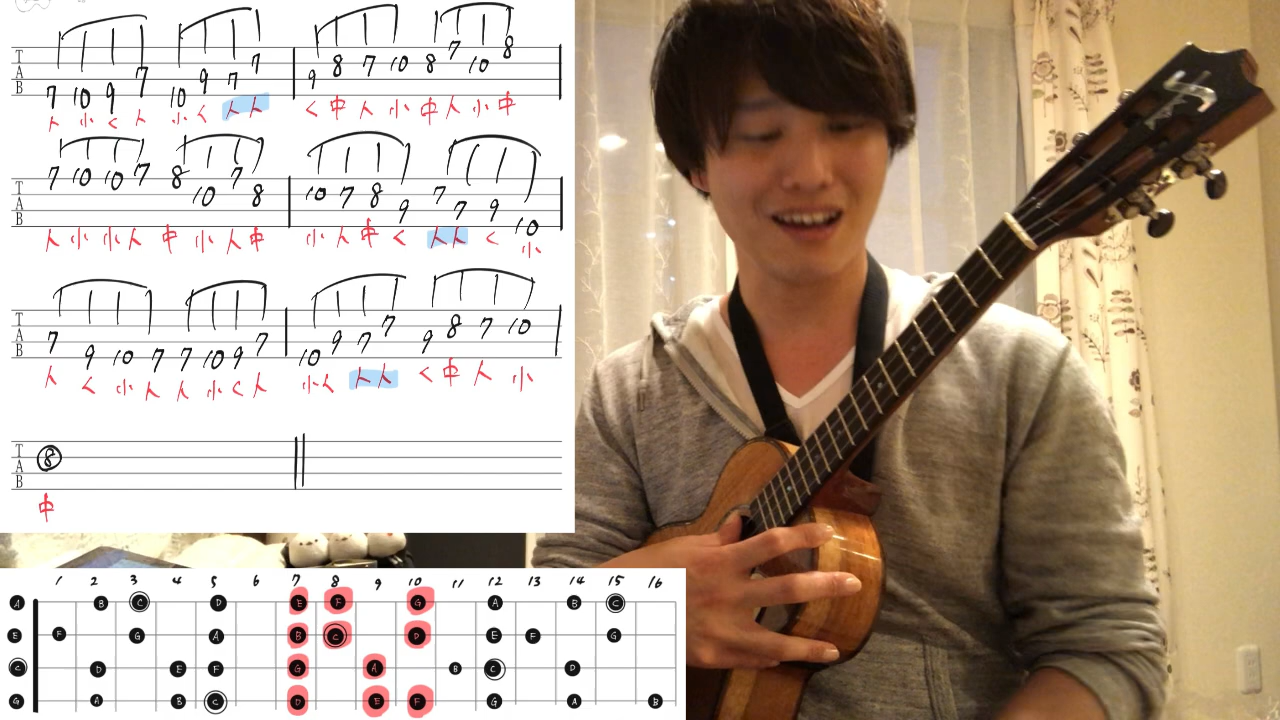 T A B
7 10 9 7 10 9 7 7 9 8 7 10 8 7 10 8
人 小 く 人 小 く 人 人 く 中 人 小 中 人 小 中
T A B
7 10 10 7 8 10 7 8 10 7 8 9 7 7 9 10
人 小 小 人 中 小 人 中 小 人 中 く 人 人 く 小
T A B
7 9 10 7 7 10 9 7 10 9 7 7 9 8 7 10
人 く 小 人 人 小 く 人 小 く 人 人 く 中 人 小
T A B
8
中
1 2 3 4 5 6 7 8 9 10 11 12 13 14 15 16
A B C D E F G A B C
E F G A B C D E F G
C D E F G A B C D
G A B C D E F G A B